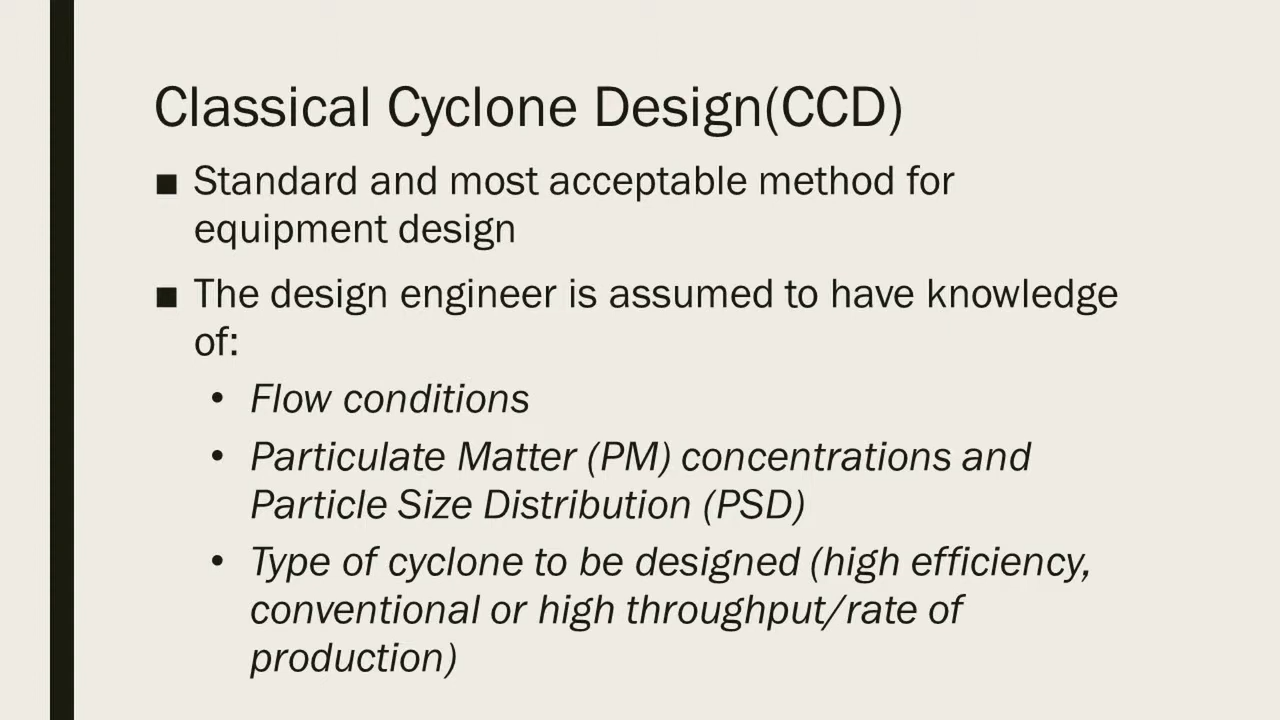 Classical Cyclone Design(CCD)
■ Standard and most acceptable method for
equipment design
■ The design engineer is assumed to have knowledge
of:
• Flow conditions
• Particulate Matter (PM) concentrations and
Particle Size Distribution (PSD)
• Type of cyclone to be designed (high efficiency,
conventional or high throughput/rate of
production)